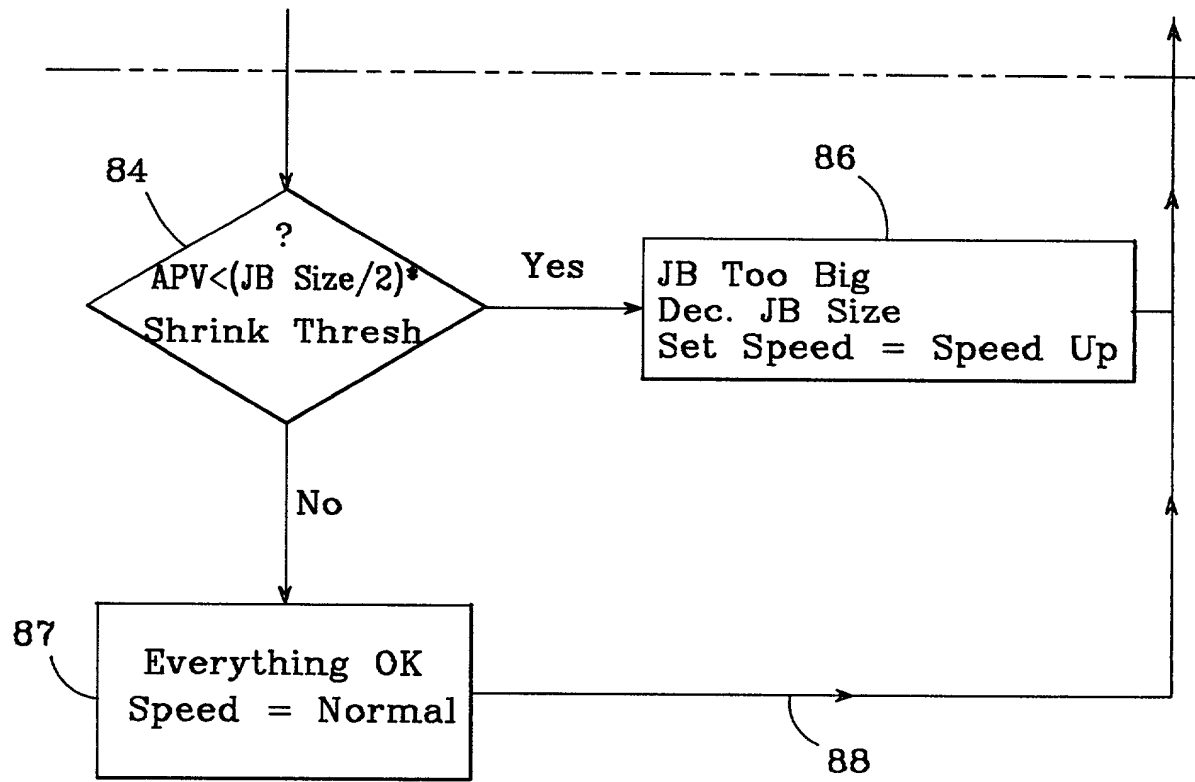 84
?
APV<(JB Size/2)*
Shrink Thresh
Yes
86
JB Too Big
Dec. JB Size
Set Speed = Speed Up
No
87
Everything OK
Speed = Normal
88